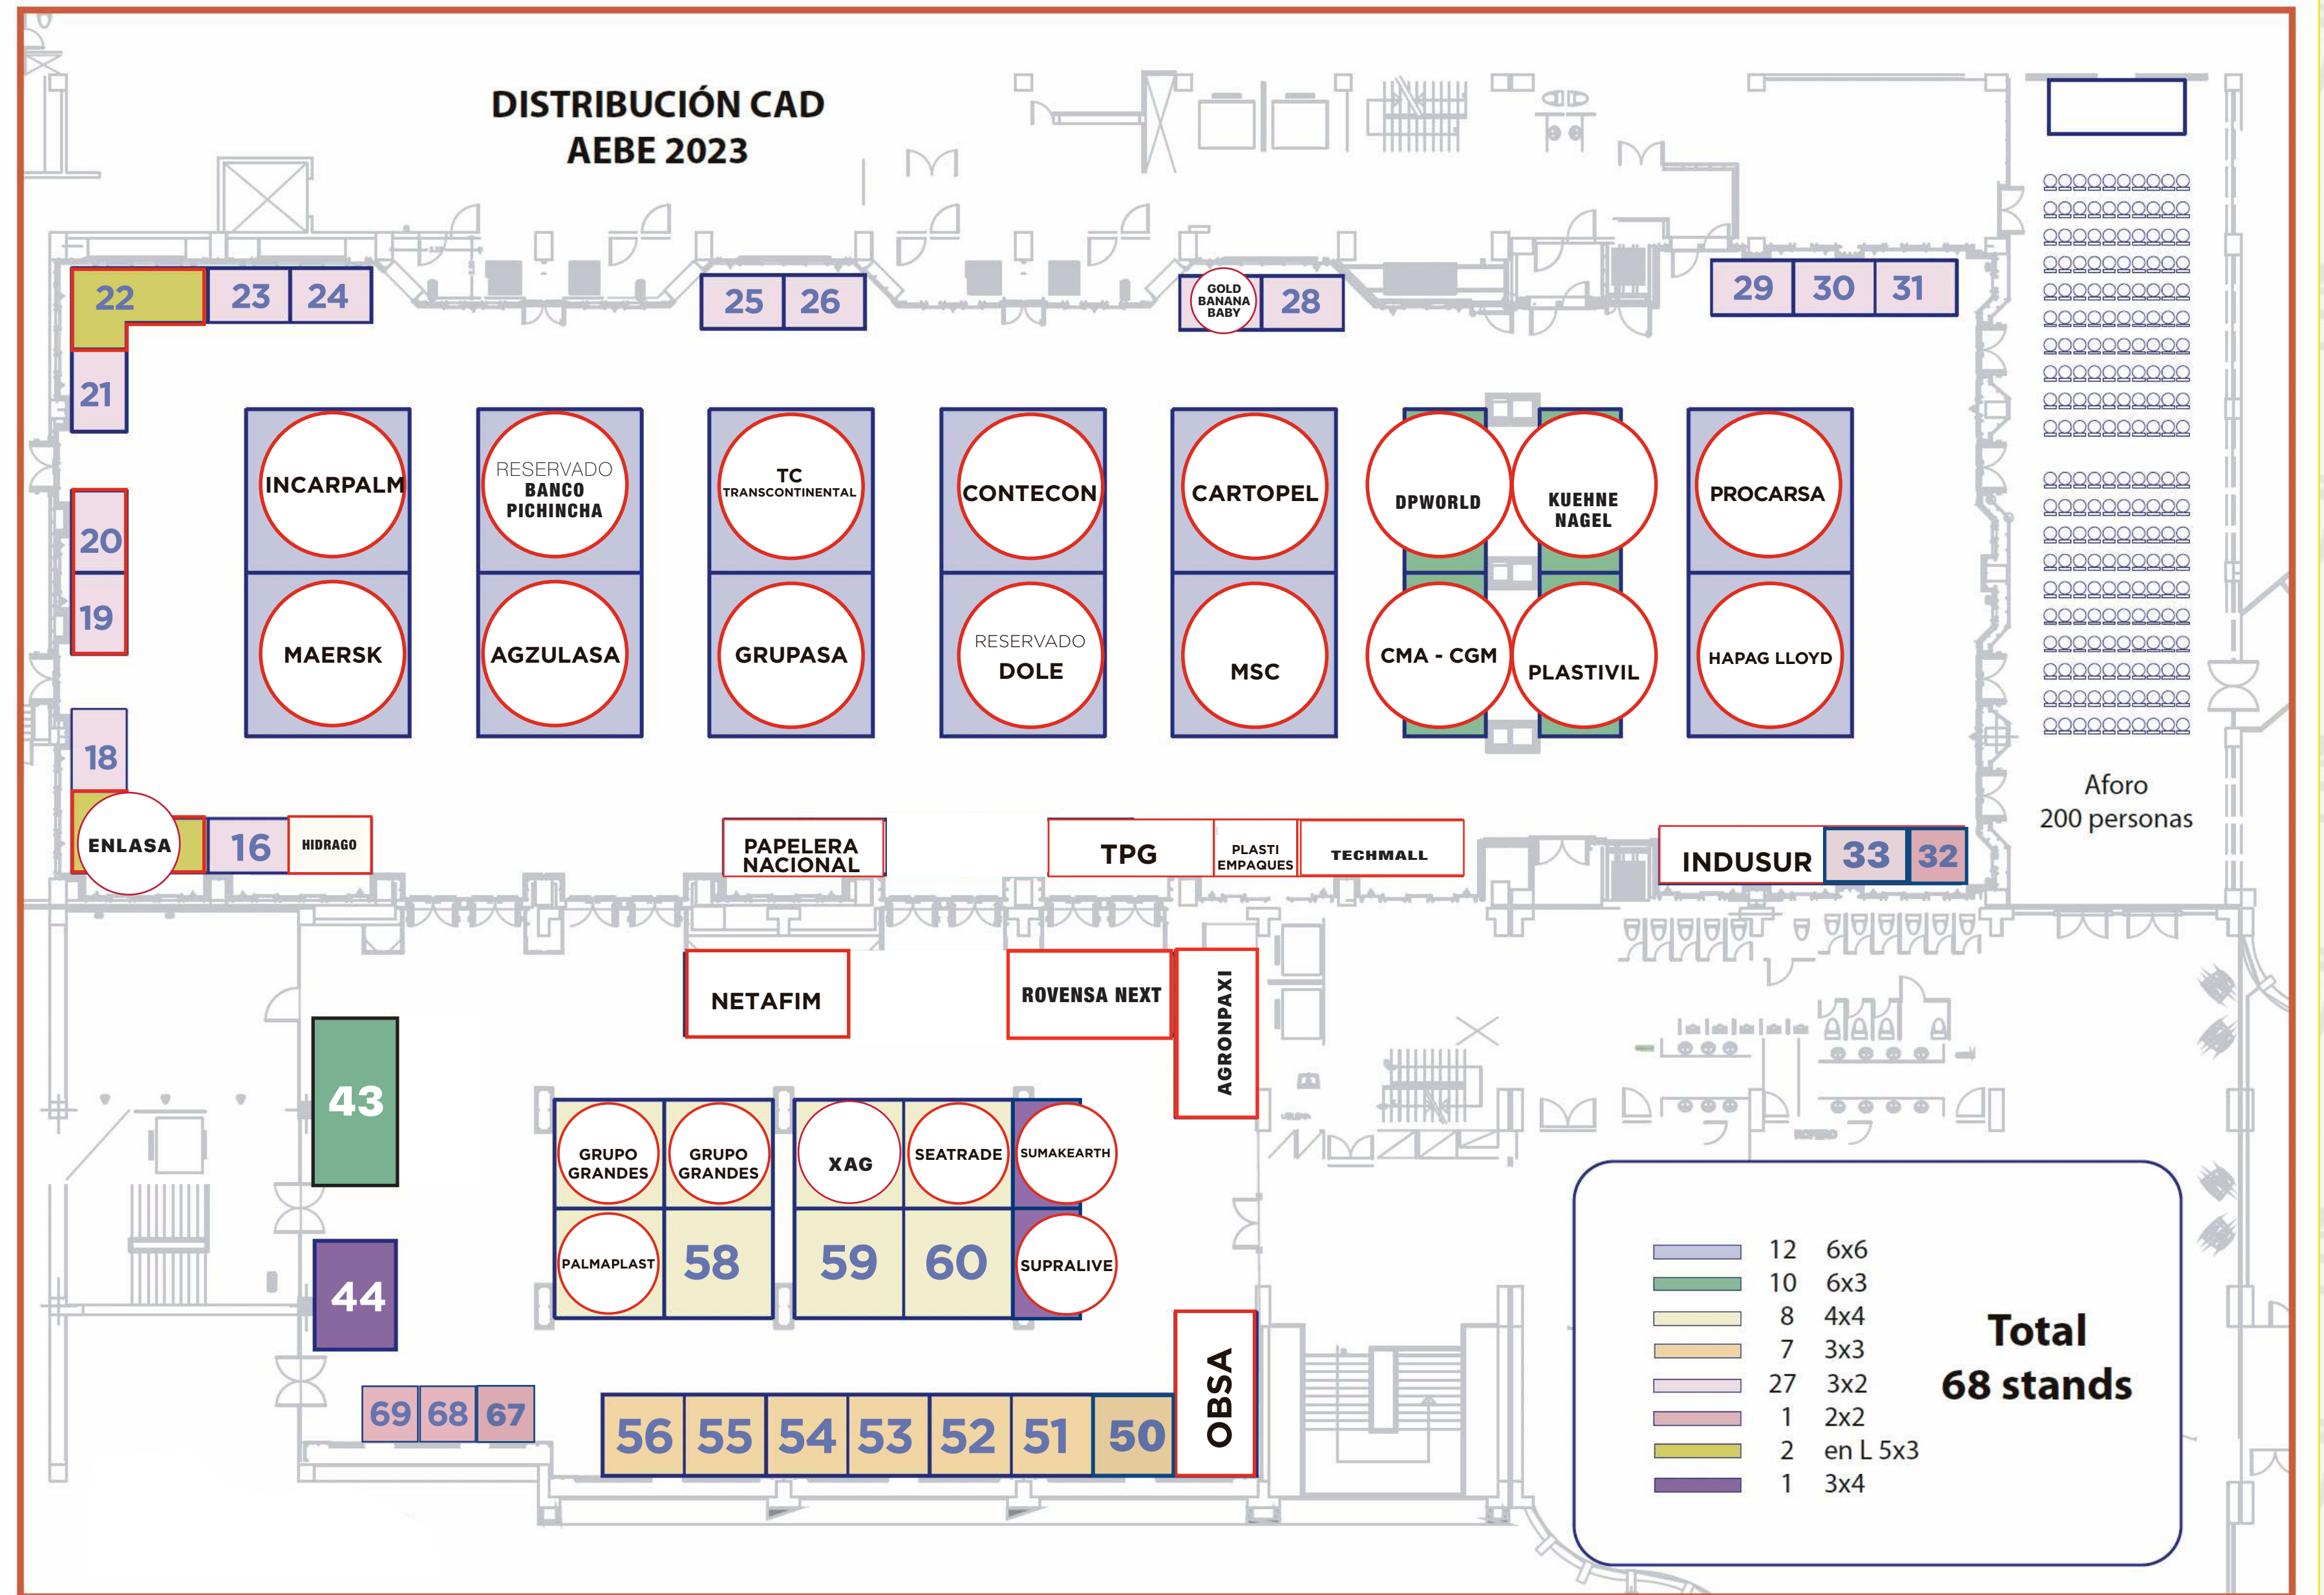 DISTRIBUCIÓN CAD
AEBE 2023
22
23
24
25
26
GOLD
BANANA
BABY
28
29
30
31
21
20
19
18
INCARPALM
RESERVADO
BANCO
PICHINCHA
TC
TRANSCONTINENTAL
CONTECON
CARTOPEL
DPWORLD
KUEHNE
NAGEL
PROCARSA
MAERSK
AGZULASA
GRUPASA
RESERVADO
DOLE
MSC
CMA - CGM
PLASTIVIL
HAPAG LLOYD
Aforo
200 personas
ENLASA
16
HIDRAGO
PAPELERA
NACIONAL
TPG
PLASTI
EMPAQUES
TECHMALL
INDUSUR
33
32
NETAFIM
ROVENSA NEXT
AGRONPAXI
43
44
GRUPO
GRANDES
GRUPO
GRANDES
XAG
SEATRADE
SUMAKEARTH
PALMAPLAST
58
59
60
SUPRALIVE
ROPERO
69
68
67
56
55
54
53
52
51
50
OBSA
12 6x6
10 6x3
8 4x4
7 3x3
27 3x2
1 2x2
2 en L 5x3
1 3x4
Total
68 stands